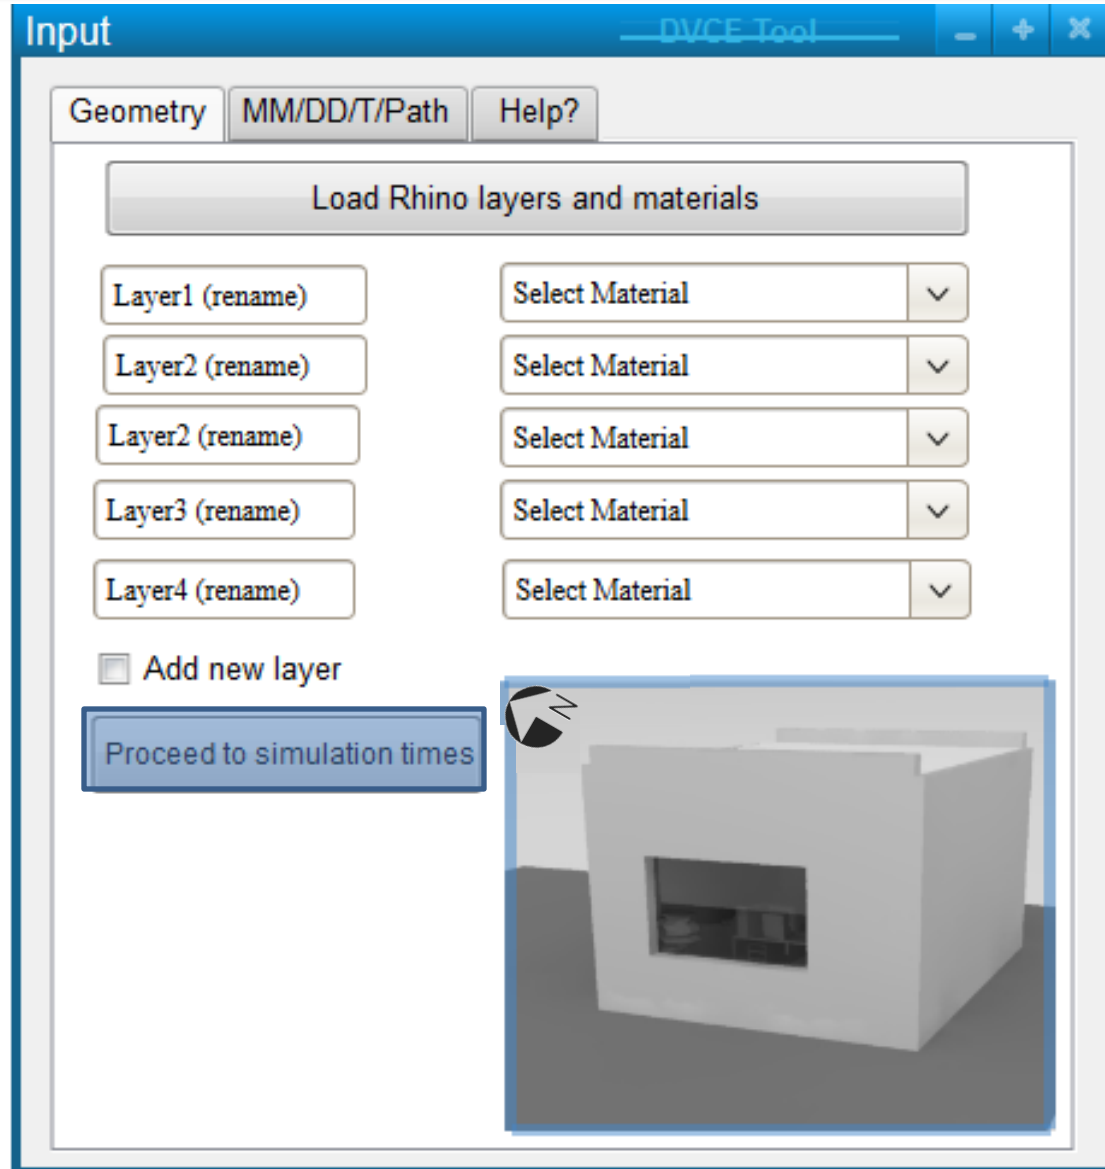 Input
DVCE Tool
Geometry
MM/DD/T/Path
Help?
Load Rhino layers and materials
Layer1 (rename)
Select Material
Layer2 (rename)
Select Material
Layer2 (rename)
Select Material
Layer3 (rename)
Select Material
Layer4 (rename)
Select Material
Add new layer
N
Proceed to simulation times